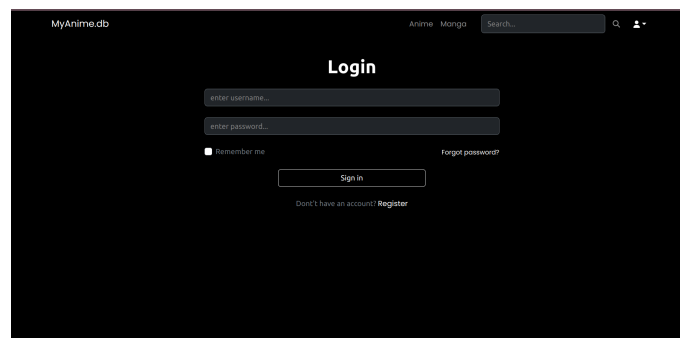 MyAnime.db Anime Manga Search...
Login
enter username...
enter password...
Remember me Forgot password?
Sign in
Dont't have an account? Register